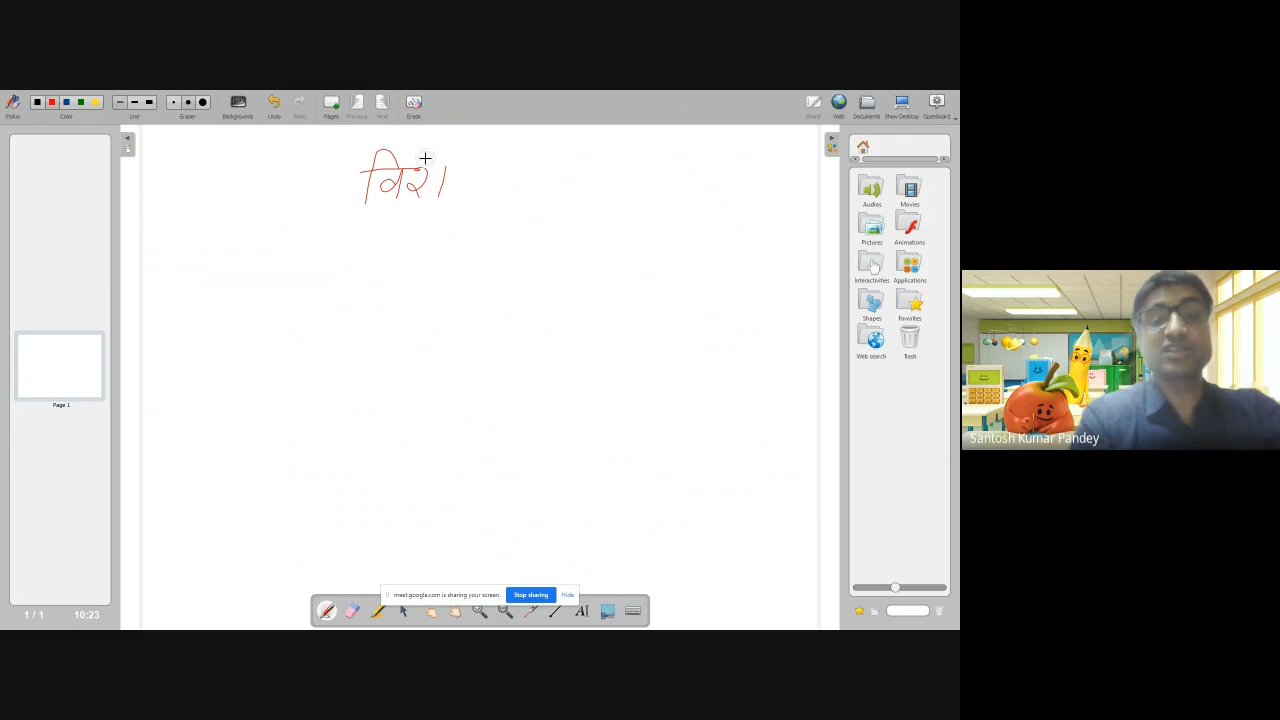 विरा
Stylus
Color
Line
Eraser
Backgrounds
Undo
Redo
Pages
Previous
Next
Erase
Board
Web
Documents
Show Desktop
OpenBoard
Audios
Movies
Pictures
Animations
Interactivities
Applications
Shapes
Favorites
Web search
Trash
Page 1
Santosh Kumar Pandey
meet.google.com is sharing your screen.
Stop sharing
Hide
1 / 1
10:23